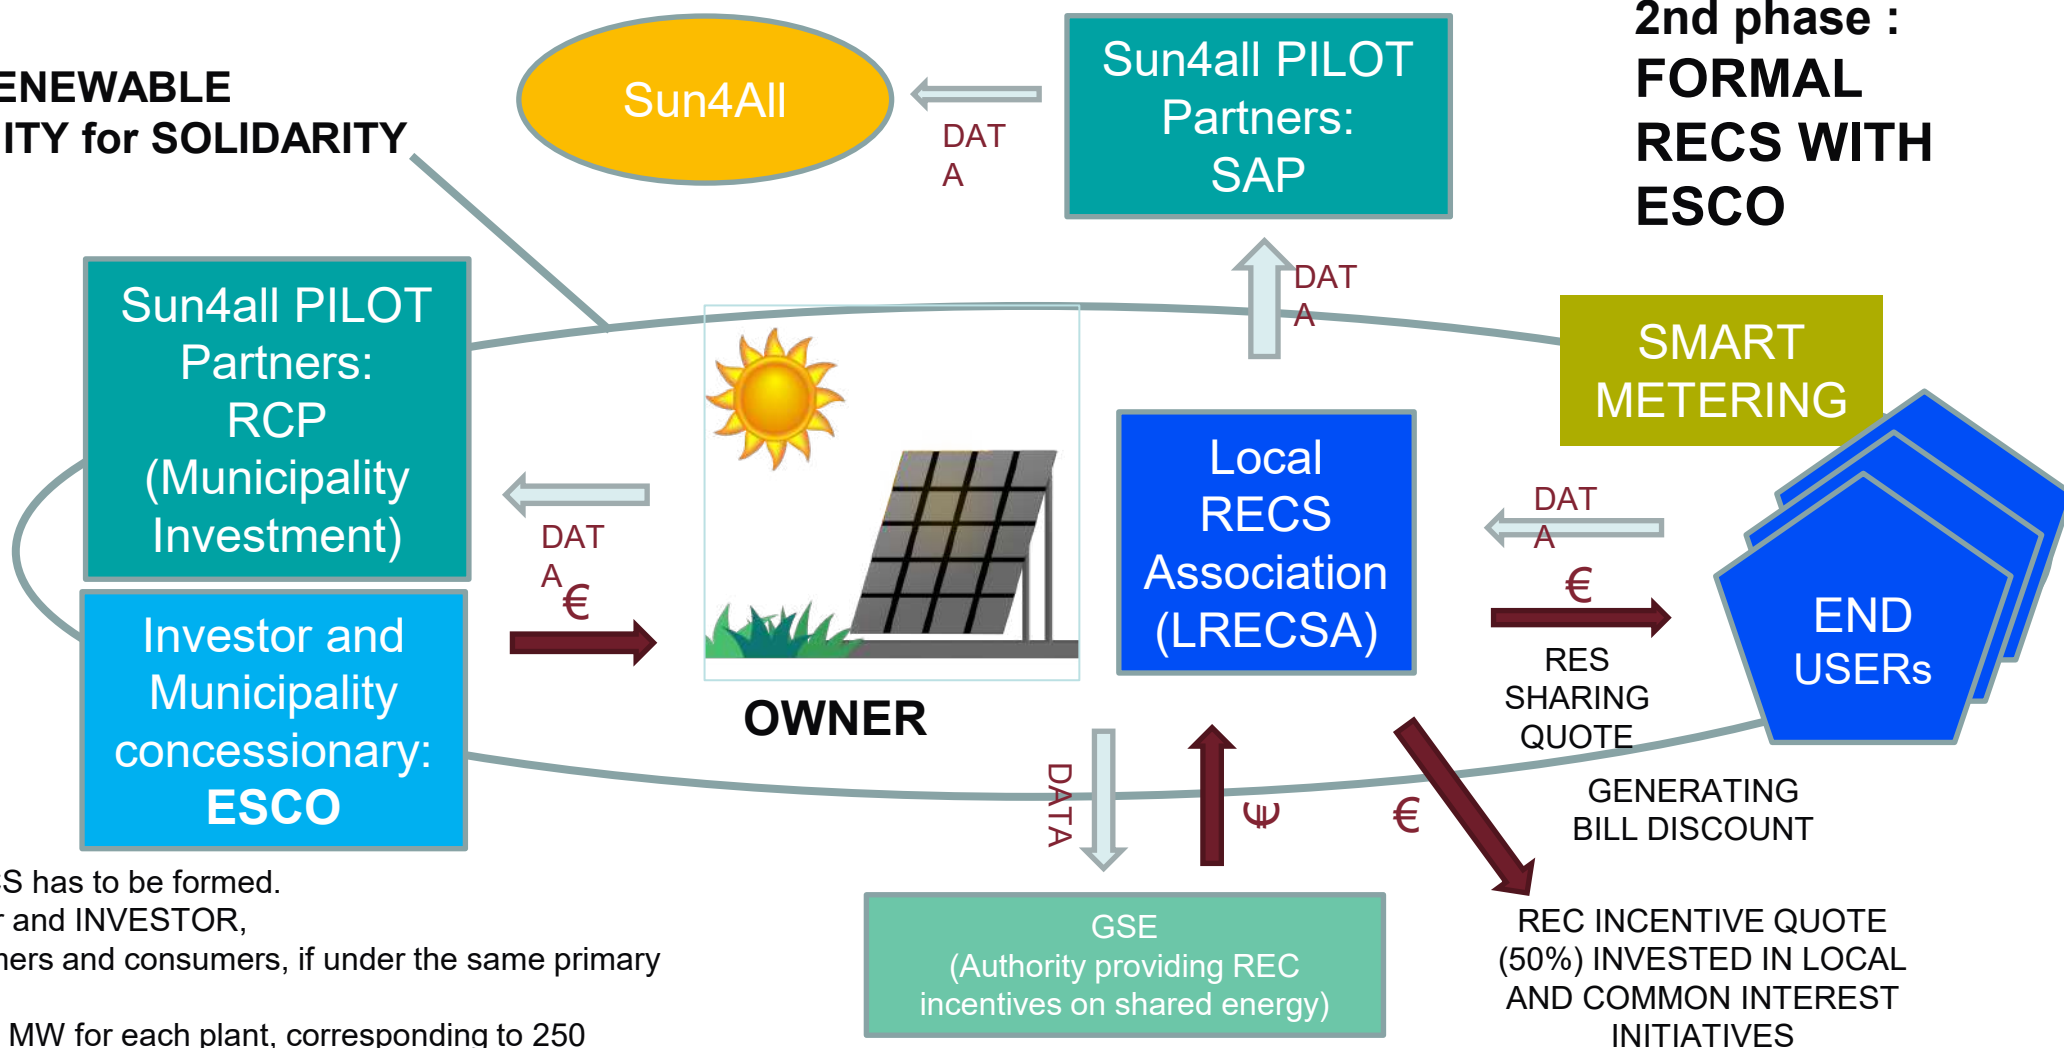 ENEWABLE
ITY for SOLIDARITY
Sun4All
DAT
A
Sun4all PILOT
Partners:
SAP
2nd phase :
FORMAL
RECS WITH
ESCO
DAT
A
Sun4all PILOT
Partners:
RCP
(Municipality
Investment)
SMART
METERING
Local
RECS
Association
(LRECSA)
DAT
A
€
DAT
A
€
Investor and
Municipality
concessionary:
ESCO
OWNER
END
USERs
RES
SHARING
QUOTE
GENERATING
BILL DISCOUNT
DATA
€
€
CS has to be formed.
r and INVESTOR,
ners and consumers, if under the same primary
MW for each plant, corresponding to 250
GSE
(Authority providing REC
incentives on shared energy)
REC INCENTIVE QUOTE
(50%) INVESTED IN LOCAL
AND COMMON INTEREST
INITIATIVES